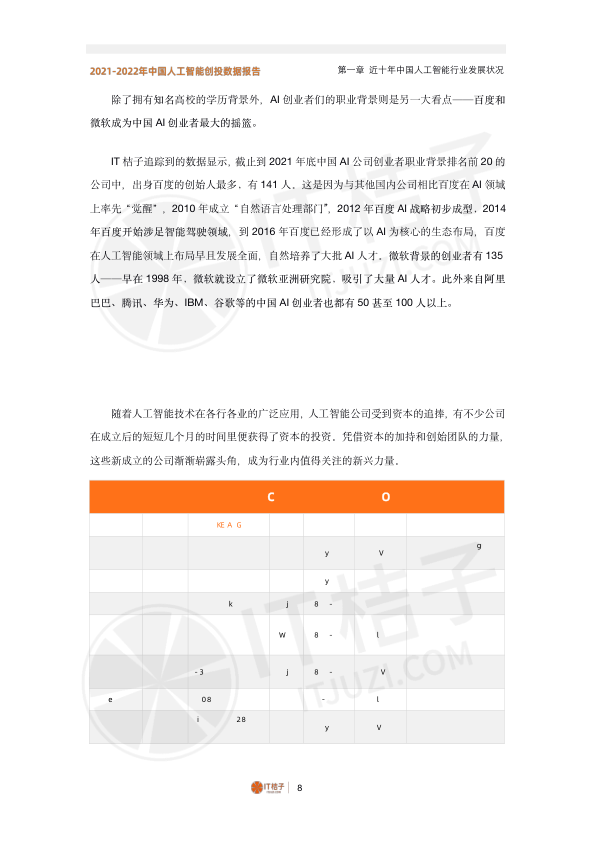 2021-2022年中国人工智能创投数据报告
第一章 近十年中国人工智能行业发展状况
除了拥有知名高校的学历背景外，AI 创业者们的职业背景则是另一大看点——百度和
微软成为中国 AI 创业者最大的摇篮。
IT 桔子追踪到的数据显示，截止到 2021 年底中国 AI 公司创业者职业背景排名前 20 的
公司中，出身百度的创始人最多，有 141 人，这是因为与其他国内公司相比百度在 AI 领域
上率先“觉醒”，2010 年成立“自然语言处理部门”，2012 年百度 AI 战略初步成型，2014
年百度开始涉足智能驾驶领域，到 2016 年百度已经形成了以 AI 为核心的生态布局，百度
在人工智能领域上布局早且发展全面，自然培养了大批 AI 人才，微软背景的创业者有 135
人——早在 1998 年，微软就设立了微软亚洲研究院，吸引了大量 AI 人才。此外来自阿里
巴巴、腾讯、华为、IBM、谷歌等的中国 AI 创业者也都有 50 甚至 100 人以上。
随着人工智能技术在各行各业的广泛应用，人工智能公司受到资本的追捧，有不少公司
在成立后的短短几个月的时间里便获得了资本的投资。凭借资本的加持和创始团队的力量，
这些新成立的公司渐渐崭露头角，成为行业内值得关注的新兴力量。
C O
KE A G
y V g
y
k j 8 -
W 8 - l
- 3 j 8 - V
e 08 - l
i 28
y V
IT桔子
ITJUZI.COM
IT桔子
ITJUZI.COM
IT桔子 8